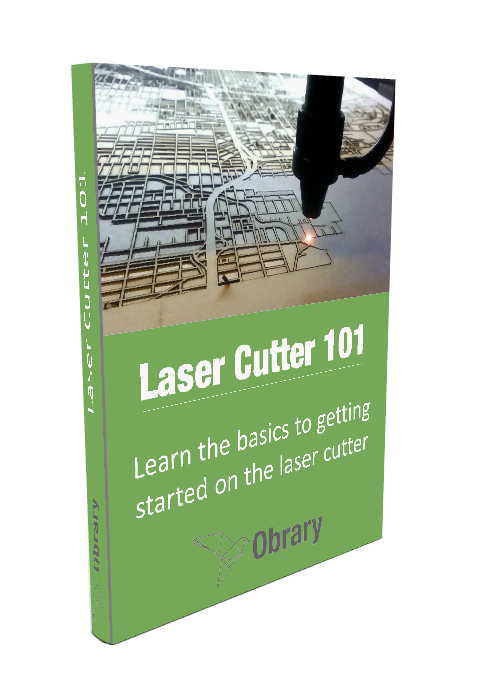 Laser Cutter 101
Learn the basics to getting
started on the laser cutter
Obrary
Laser Cutter 101
Obrary